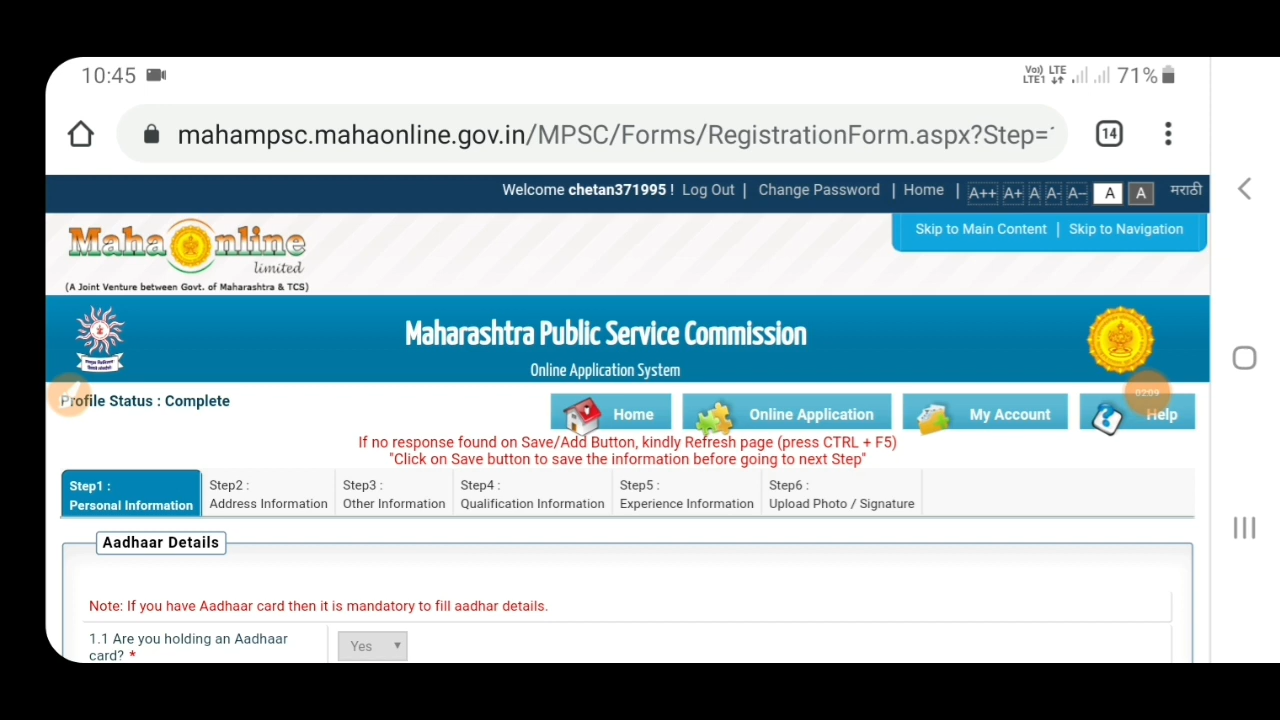 10:45
Vo) LTE
LTE1
71%
mahampsc.mahaonline.gov.in/MPSC/Forms/RegistrationForm.aspx?Step=
14
Welcome chetan371995 ! Log Out | Change Password | Home | A++ A+ A A- A-- A A मराठी
Skip to Main Content | Skip to Navigation
Maha Online
limited
(A Joint Venture between Govt. of Maharashtra & TCS)
Maharashtra Public Service Commission
Online Application System
Profile Status : Complete
02:09
Home Online Application My Account Help
If no response found on Save/Add Button, kindly Refresh page (press CTRL + F5)
"Click on Save button to save the information before going to next Step"
Step1 :
Personal Information
Step2 :
Address Information
Step3 :
Other Information
Step4 :
Qualification Information
Step5 :
Experience Information
Step6 :
Upload Photo / Signature
Aadhaar Details
Note: If you have Aadhaar card then it is mandatory to fill aadhar details.
1.1 Are you holding an Aadhaar
card? *
Yes